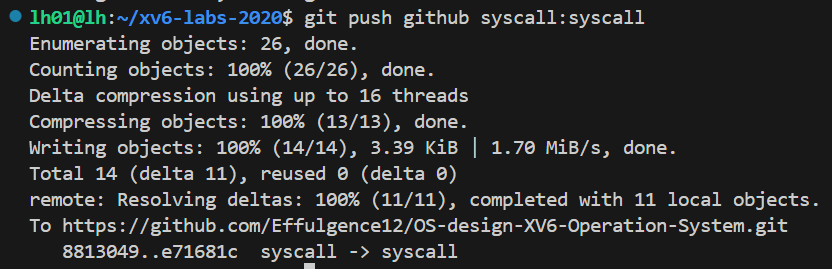 lh01@lh:~/xv6-labs-2020$ git push github syscall:syscall
Enumerating objects: 26, done.
Counting objects: 100% (26/26), done.
Delta compression using up to 16 threads
Compressing objects: 100% (13/13), done.
Writing objects: 100% (14/14), 3.39 KiB | 1.70 MiB/s, done.
Total 14 (delta 11), reused 0 (delta 0)
remote: Resolving deltas: 100% (11/11), completed with 11 local objects.
To https://github.com/Effulgence12/OS-design-XV6-Operation-System.git
   8813049..e71681c  syscall -> syscall